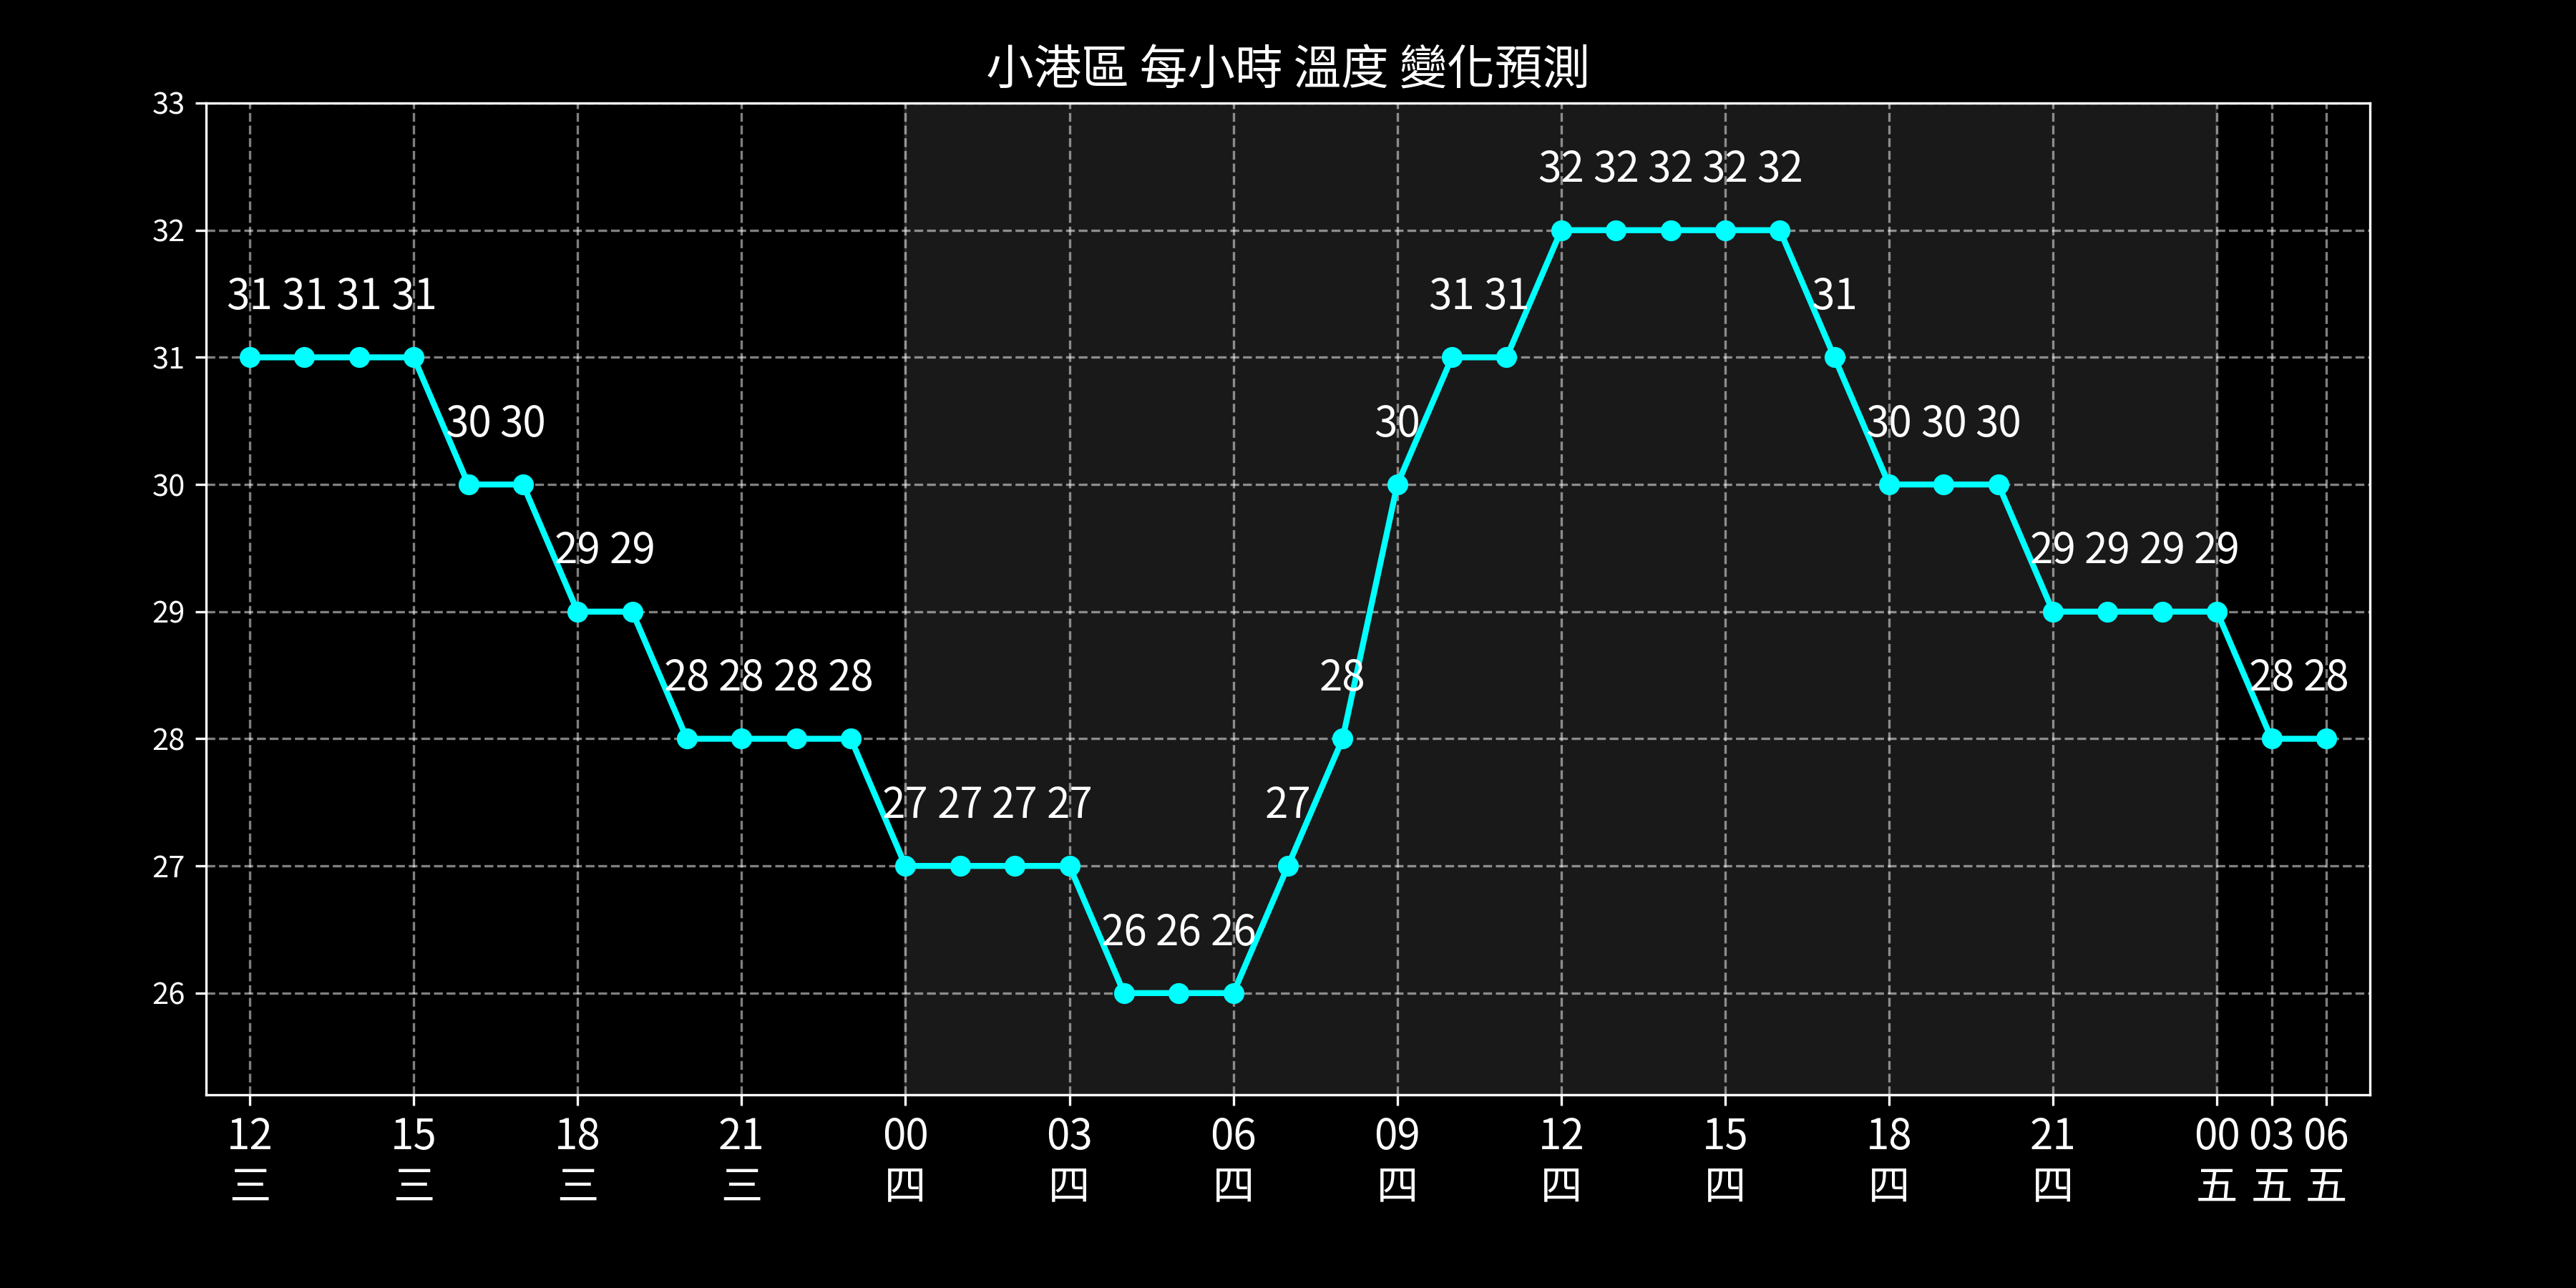 小港區 每小時 溫度 變化預測
33
32 32 32 32 32
32
31 31 31 31 31 31 31
31
30 30 30 30 30 30
30
29 29 29 29 29 29
29
28 28 28 28 28 28 28
28
27 27 27 27 27
27
26 26 26
26
12 15 18 21 00 03 06 09 12 15 18 21 00 03 06
三 三 三 三 四 四 四 四 四 四 四 四 五 五 五